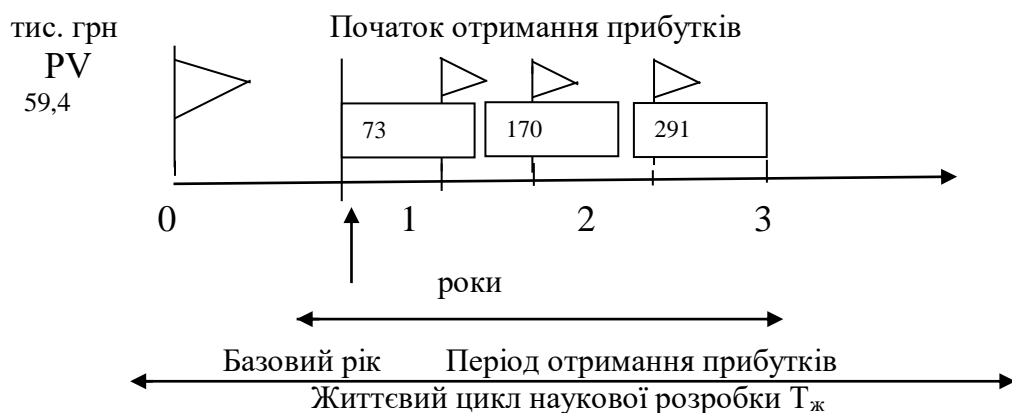 тис. грн Початок отримання прибутків
PV
59,4
73 170 291
0 1 2 3
роки
Базовий рік Період отримання прибутків
Життєвий цикл наукової розробки Тж